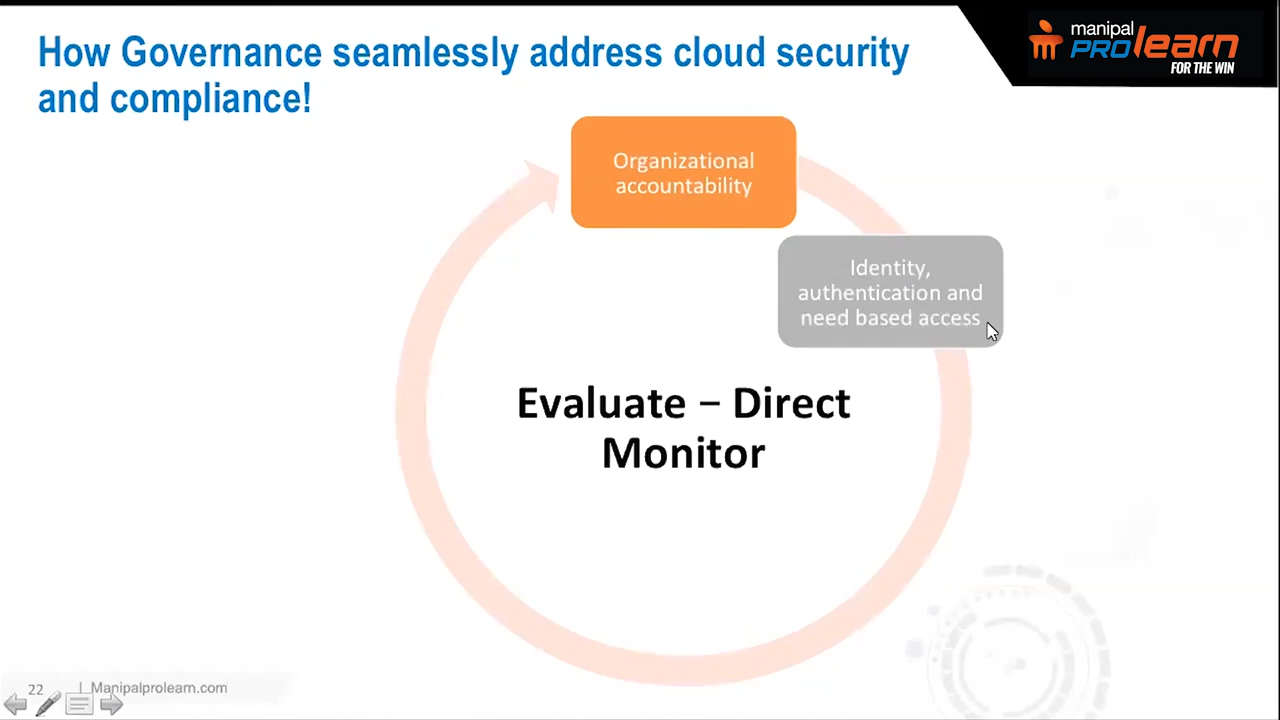 How Governance seamlessly address cloud security
and compliance!
manipal
PROlearn
FOR THE WIN
Organizational
accountability
Identity,
authentication and
need based access
Evaluate – Direct
Monitor
22 | Manipalprolearn.com